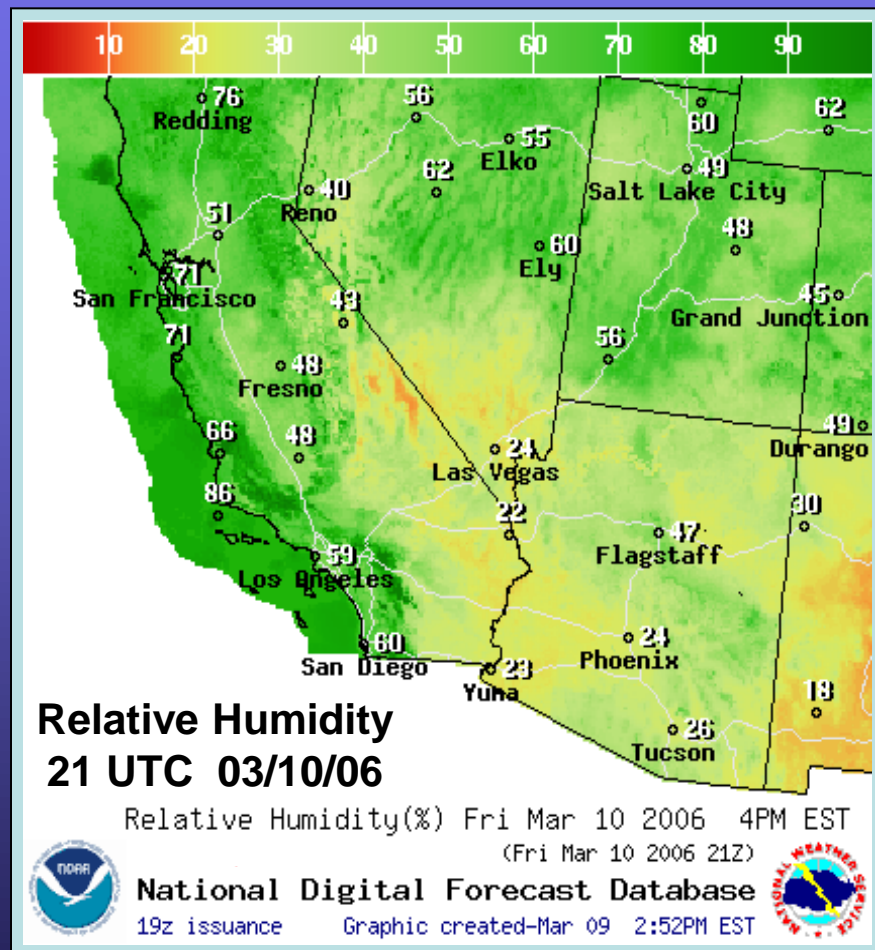 10 20 30 40 50 60 70 80 90
76
Redding
56
60
62
55
Elko
62
49
Salt Lake City
40
Reno
51
48
60
Ely
71
San Francisco
43
45
Grand Junction
71
48
Fresno
56
66
48
24
Las Vegas
49
Durango
86
22
47
Flagstaff
30
59
Los Angeles
60
San Diego
24
Phoenix
23
Yuma
18
26
Tucson
Relative Humidity
21 UTC 03/10/06
Relative Humidity(%) Fri Mar 10 2006 4PM EST
(Fri Mar 10 2006 21Z)
National Digital Forecast Database
19z issuance Graphic created-Mar 09 2:52PM EST
NOAA
NATIONAL WEATHER SERVICE